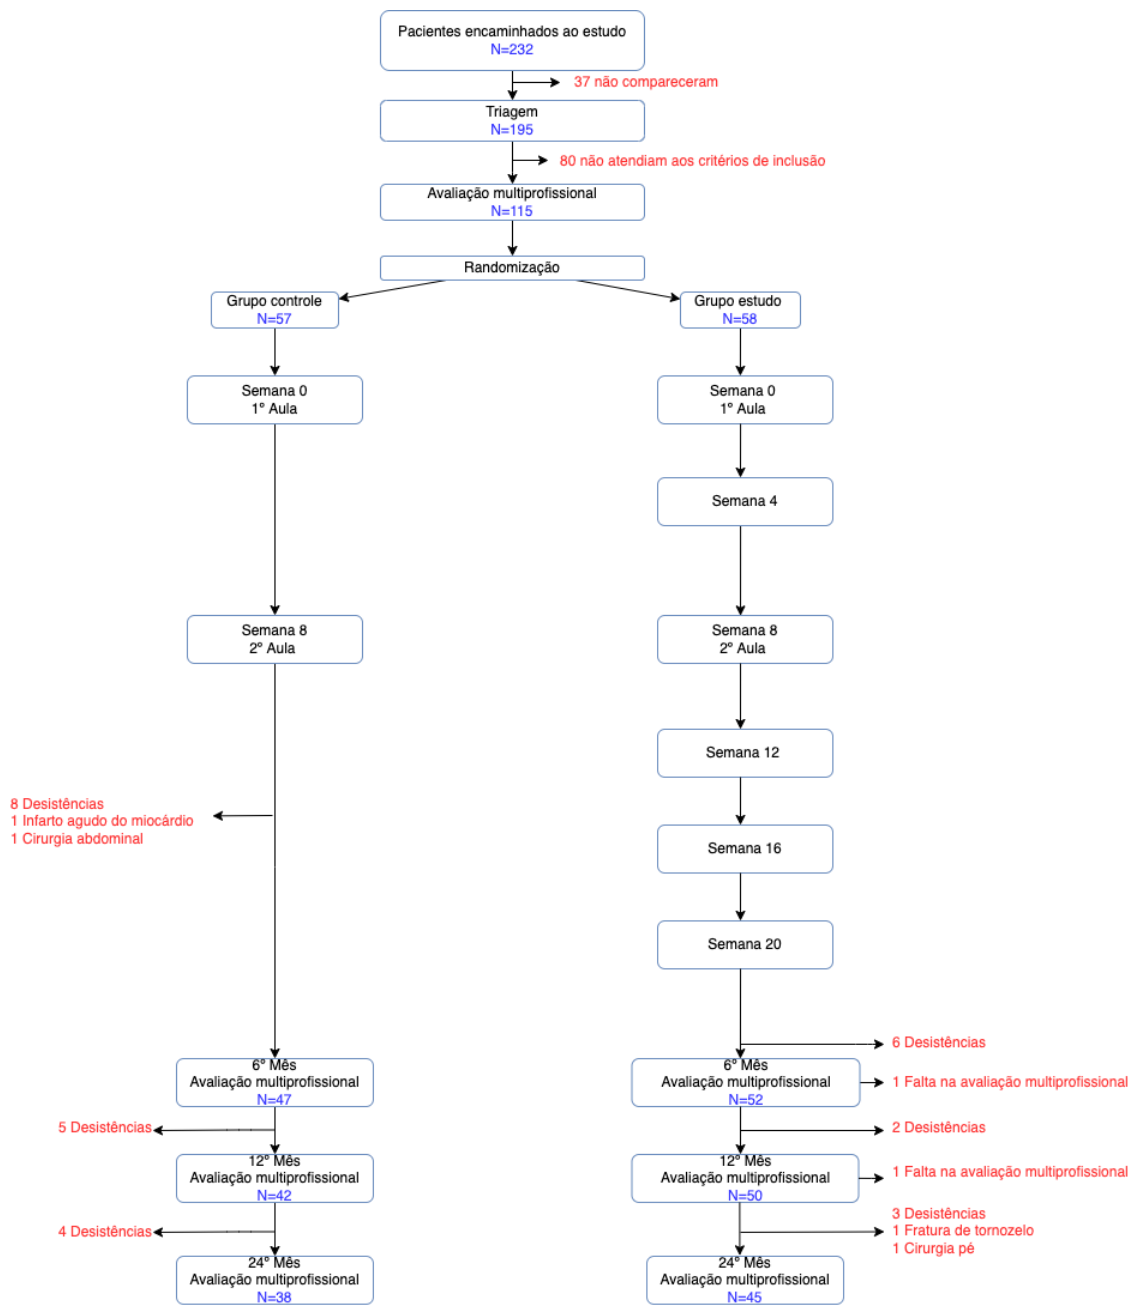 Pacientes encaminhados ao estudo
N=232
37 não compareceram
Triagem
N=195
80 não atendiam aos critérios de inclusão
Avaliação multiprofissional
N=115
Randomização
Grupo controle
N=57
Grupo estudo
N=58
Semana 0
1º Aula
Semana 0
1º Aula
Semana 4
Semana 8
2º Aula
Semana 8
2º Aula
Semana 12
8 Desistências
1 Infarto agudo do miocárdio
1 Cirurgia abdominal
Semana 16
Semana 20
6 Desistências
6º Mês
Avaliação multiprofissional
N=47
6º Mês
Avaliação multiprofissional
N=52
1 Falta na avaliação multiprofissional
5 Desistências
2 Desistências
12º Mês
Avaliação multiprofissional
N=42
12º Mês
Avaliação multiprofissional
N=50
1 Falta na avaliação multiprofissional
4 Desistências
3 Desistências
1 Fratura de tornozelo
1 Cirurgia pé
24º Mês
Avaliação multiprofissional
N=38
24º Mês
Avaliação multiprofissional
N=45